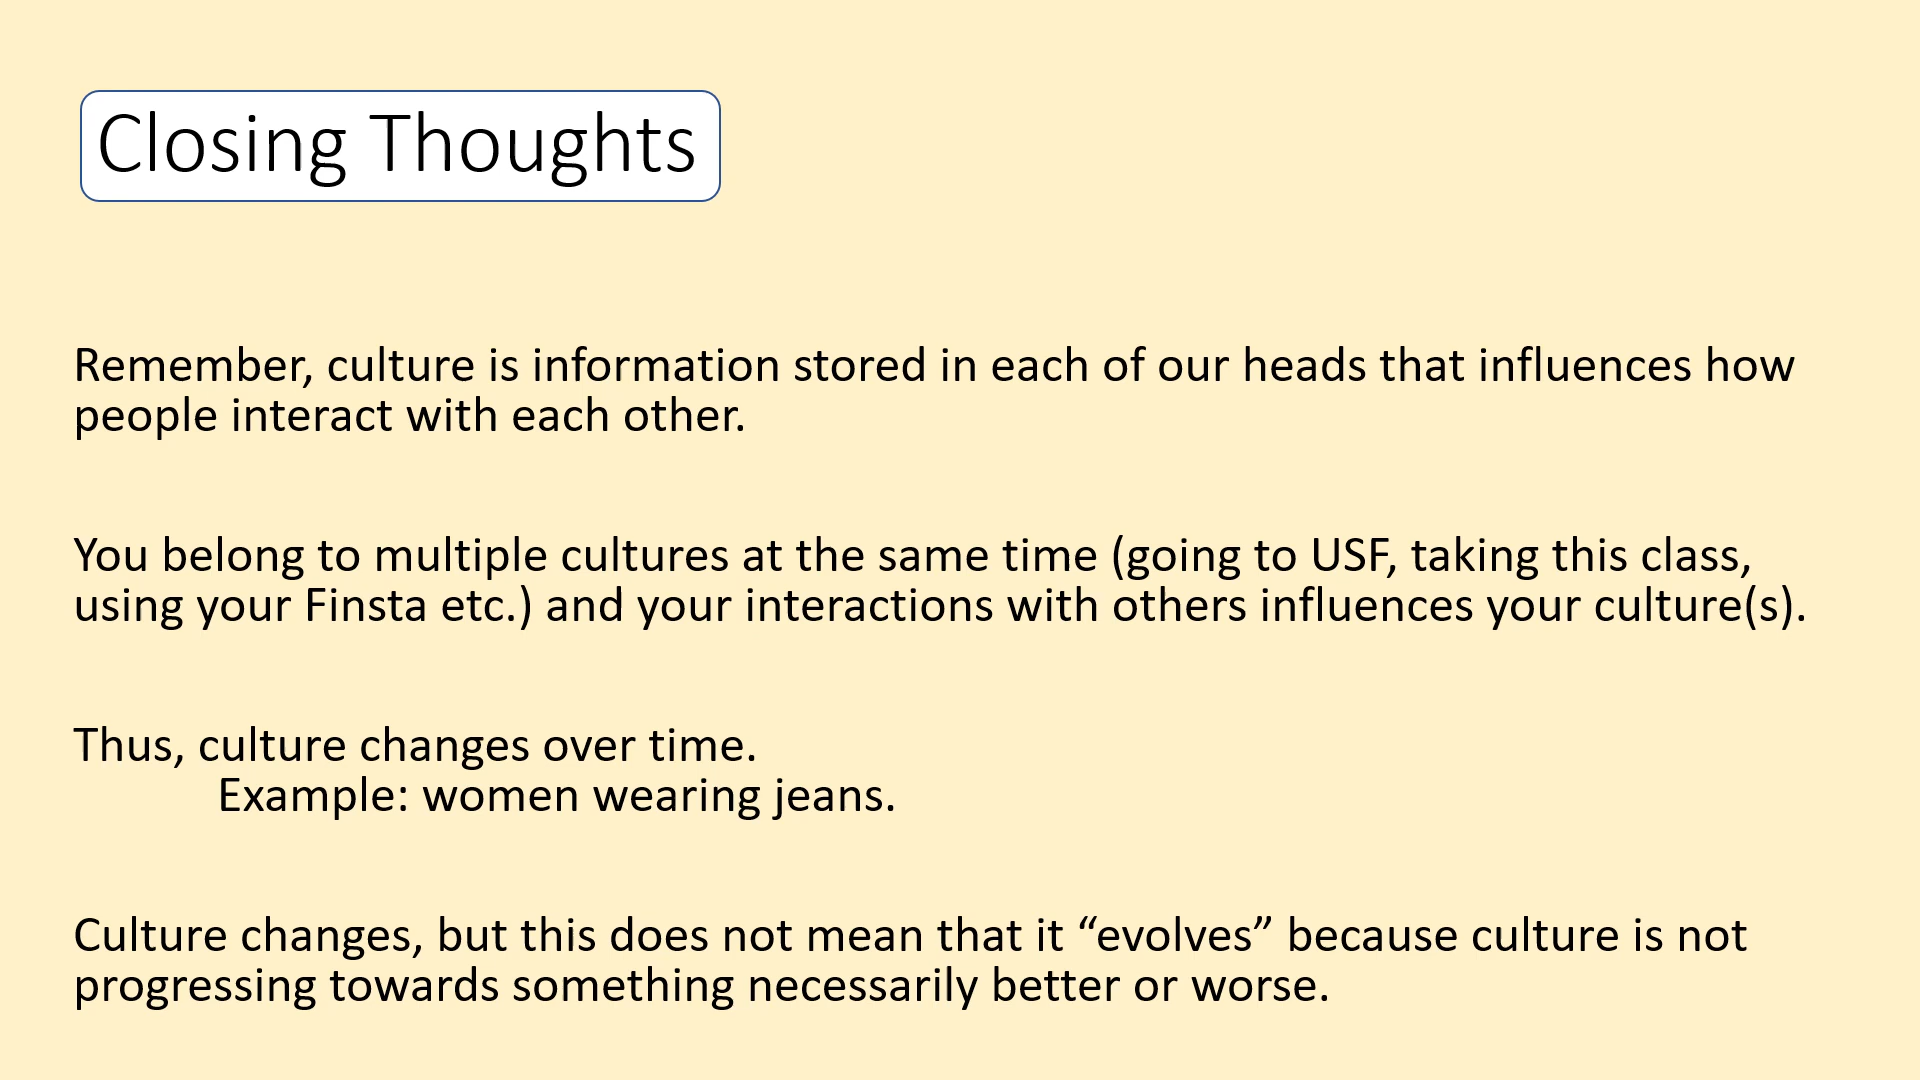 Closing Thoughts
Remember, culture is information stored in each of our heads that influences how
people interact with each other.
You belong to multiple cultures at the same time (going to USF, taking this class,
using your Finsta etc.) and your interactions with others influences your culture(s).
Thus, culture changes over time.
Example: women wearing jeans.
Culture changes, but this does not mean that it “evolves” because culture is not
progressing towards something necessarily better or worse.